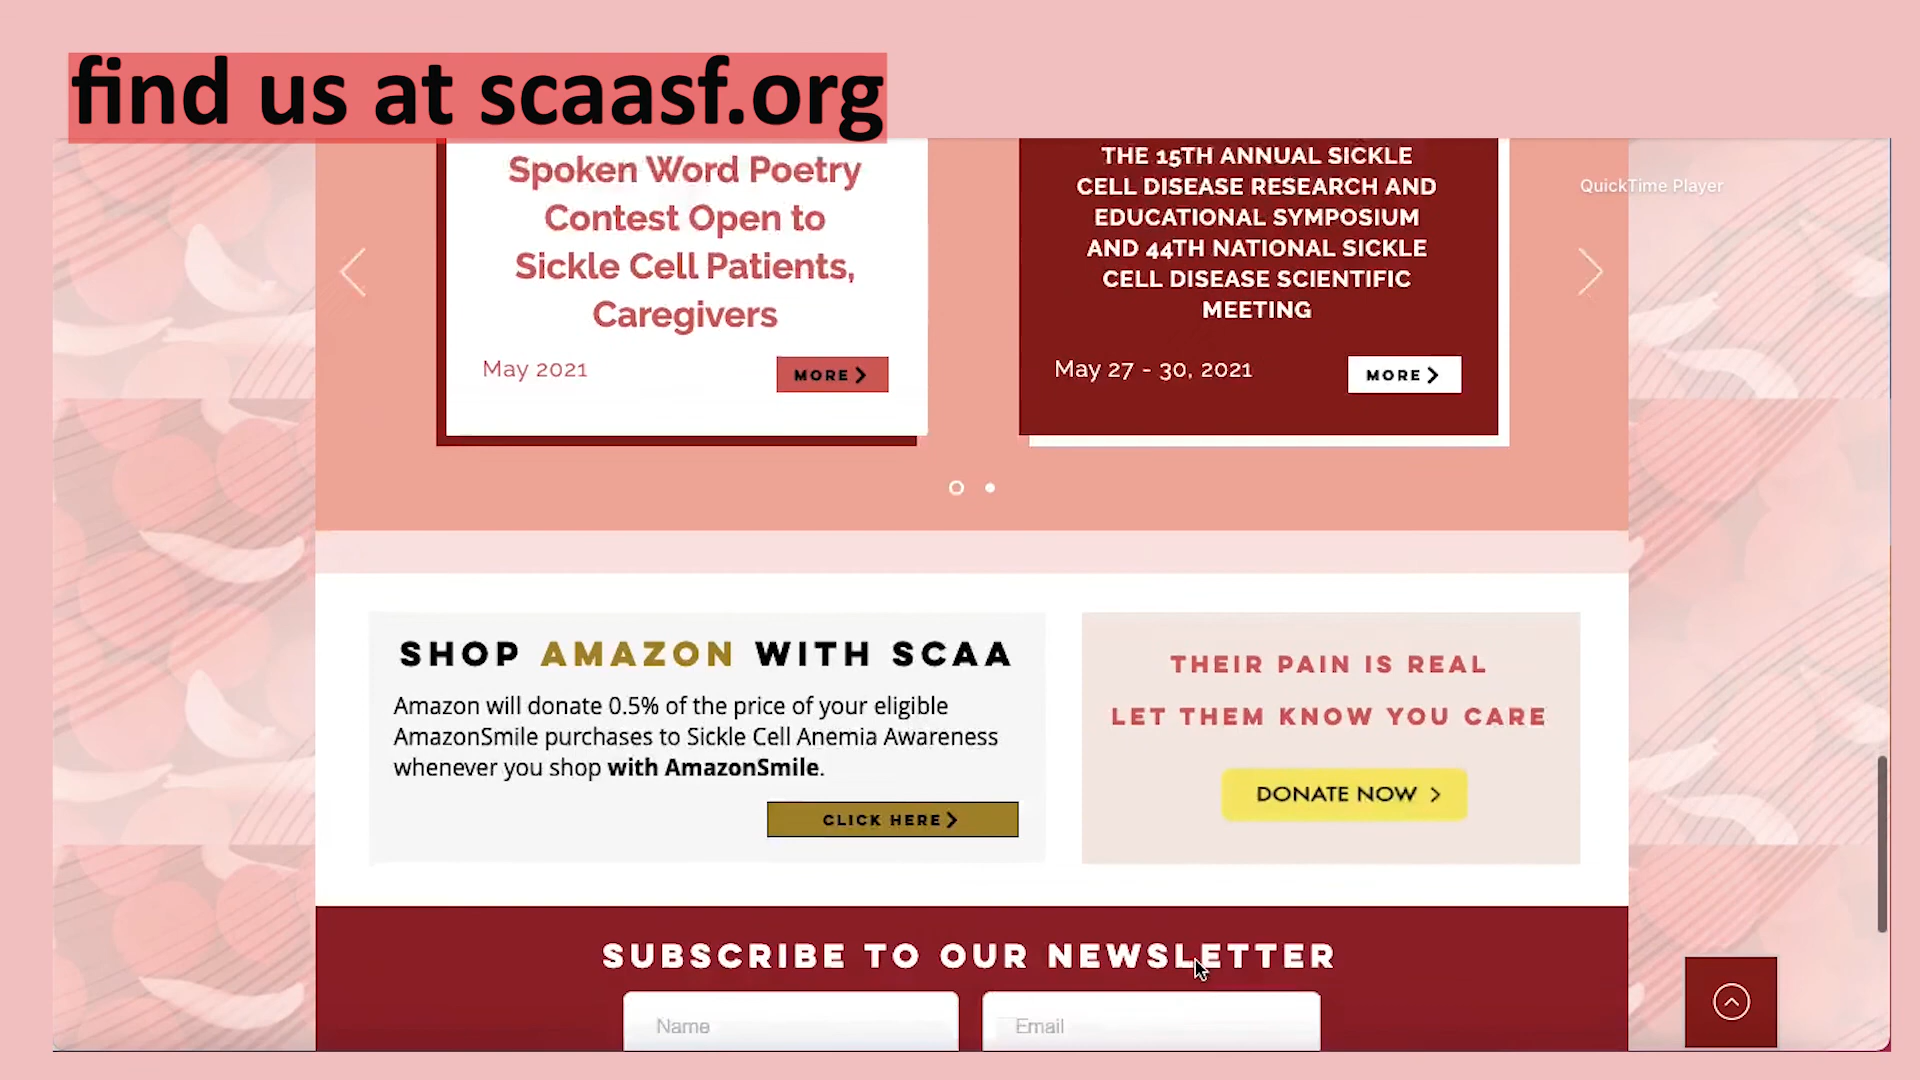 find us at scaasf.org
QuickTime Player
Spoken Word Poetry
Contest Open to
Sickle Cell Patients,
Caregivers
May 2021
MORE
THE 15TH ANNUAL SICKLE
CELL DISEASE RESEARCH AND
EDUCATIONAL SYMPOSIUM
AND 44TH NATIONAL SICKLE
CELL DISEASE SCIENTIFIC
MEETING
May 27 - 30, 2021
MORE
SHOP AMAZON WITH SCAA
Amazon will donate 0.5% of the price of your eligible
AmazonSmile purchases to Sickle Cell Anemia Awareness
whenever you shop with AmazonSmile.
CLICK HERE
THEIR PAIN IS REAL
LET THEM KNOW YOU CARE
DONATE NOW >
SUBSCRIBE TO OUR NEWSLETTER
Name
Email